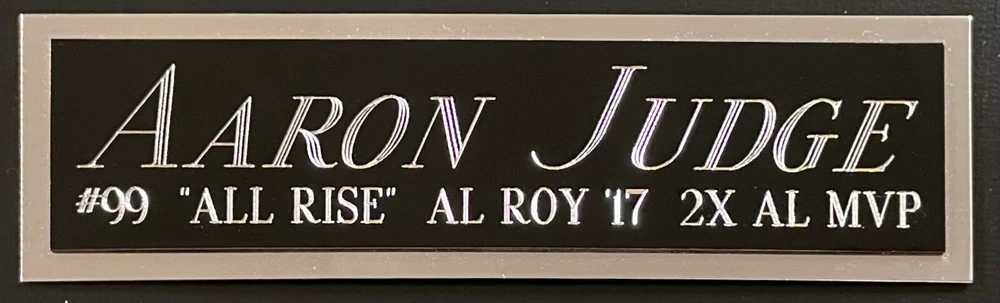 AARON JUDGE
#99 "ALL RISE" AL ROY '17 2X AL MVP